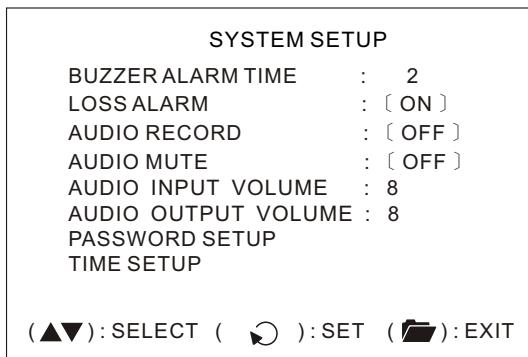 SYSTEM SETUP
BUZZER ALARM TIME : 2
LOSS ALARM : 〔 ON 〕
AUDIO RECORD : 〔 OFF 〕
AUDIO MUTE : 〔 OFF 〕
AUDIO INPUT VOLUME : 8
AUDIO OUTPUT VOLUME : 8
PASSWORD SETUP
TIME SETUP
(▲▼) : SELECT ( ) : SET ( ) : EXIT